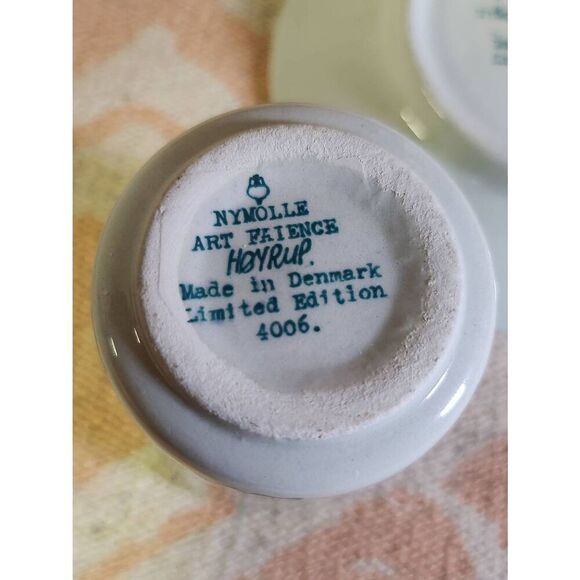 NYMOLLE
ART FAIENCE
HØYRUP.
Made in Denmark
Limited Edition
4006.